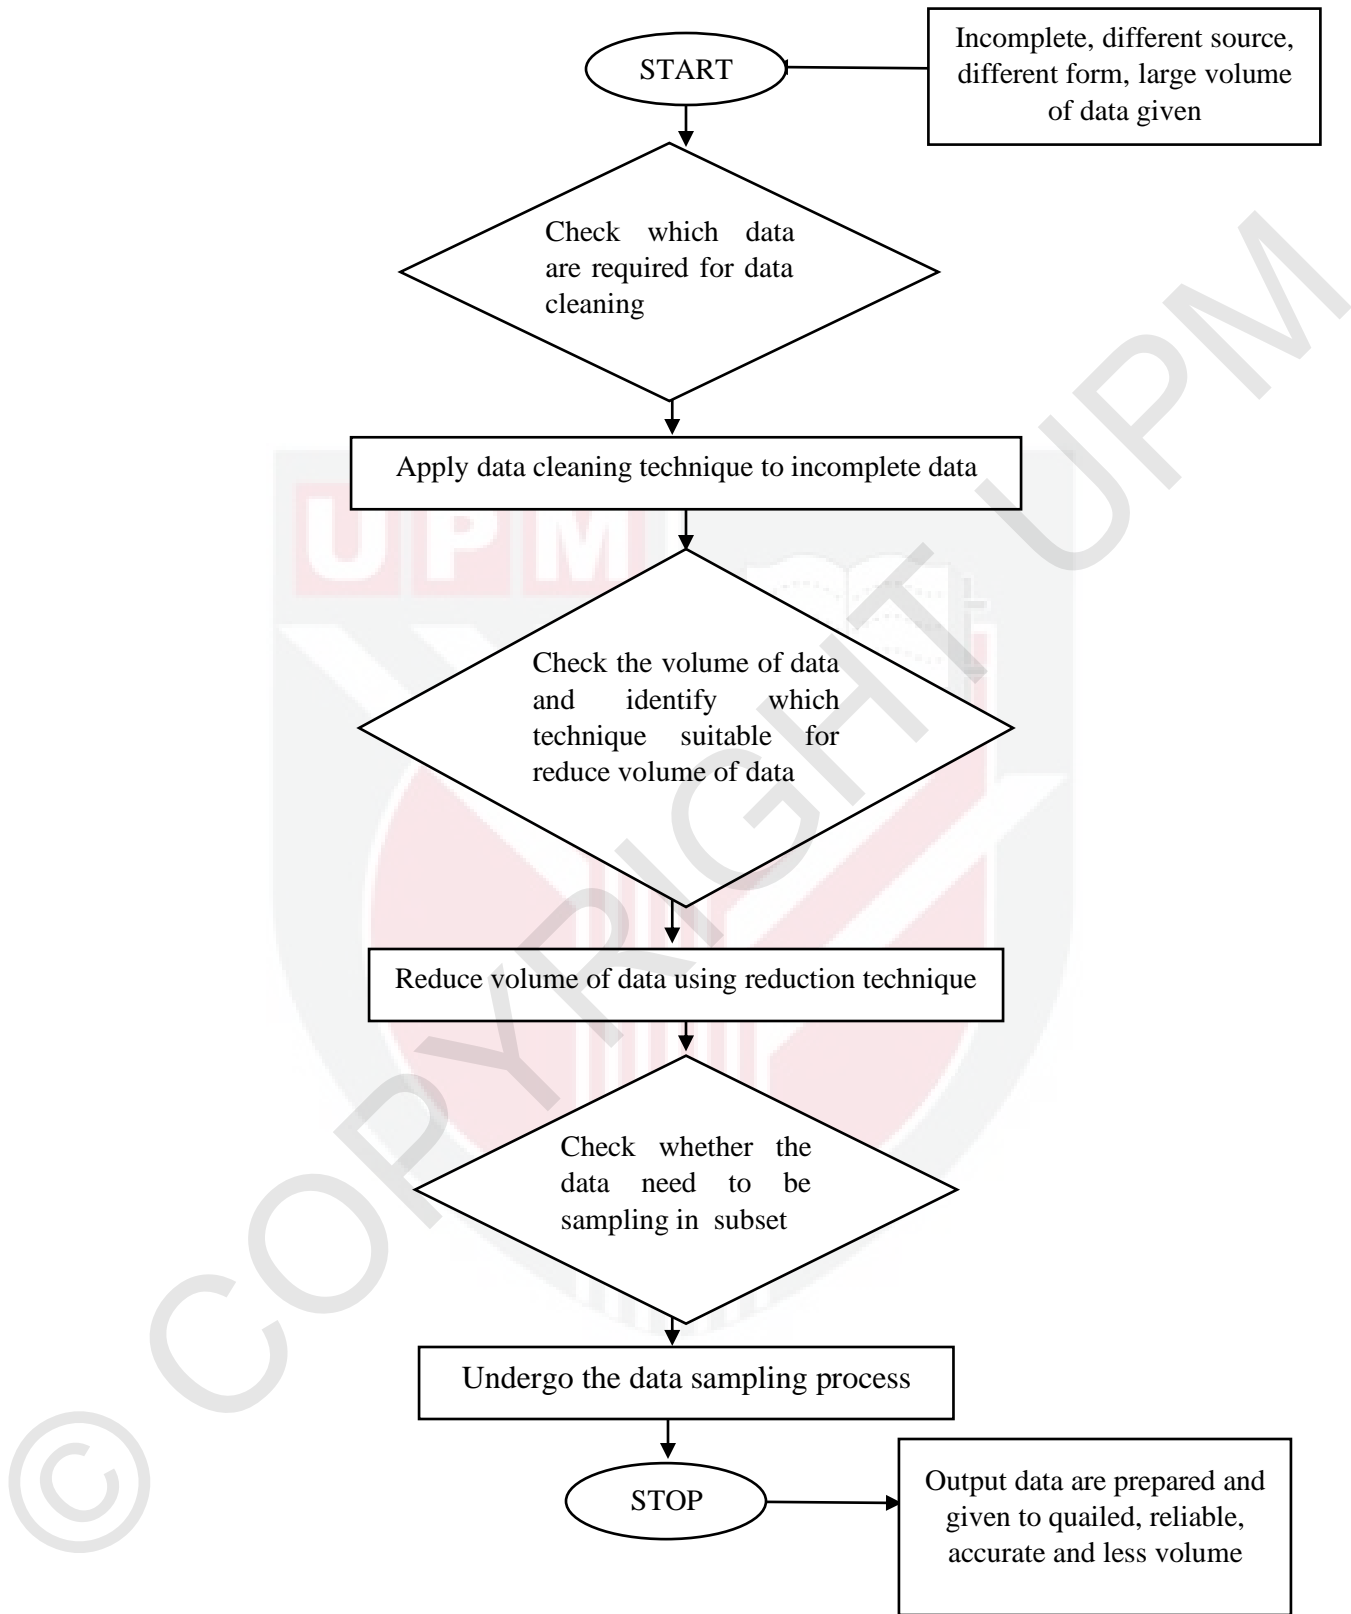 START
Incomplete, different source,
different form, large volume
of data given
Check which data
are required for data
cleaning
Apply data cleaning technique to incomplete data
UPM
Check the volume of data
and identify which
technique suitable for
reduce volume of data
Reduce volume of data using reduction technique
Check whether the
data need to be
sampling in subset
Undergo the data sampling process
STOP
Output data are prepared and
given to quailed, reliable,
accurate and less volume
© COPYRIGHT UPM